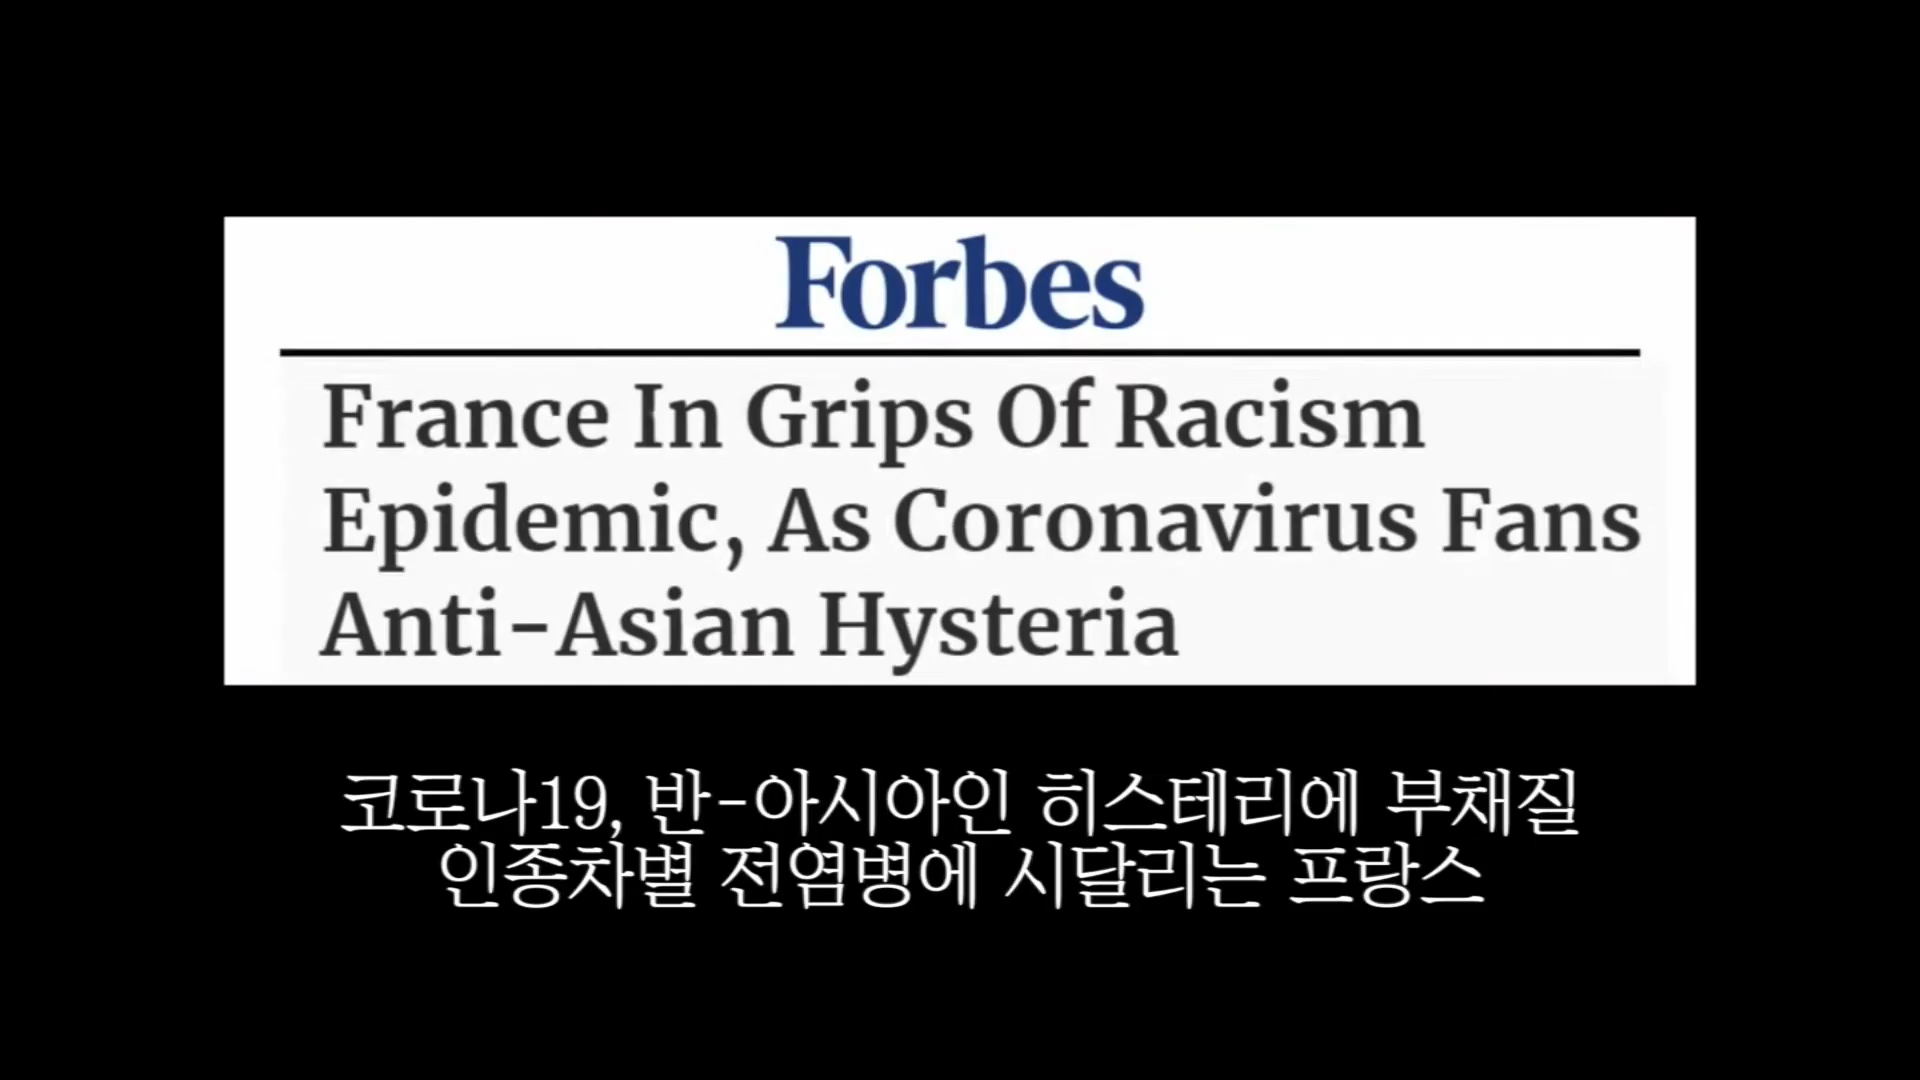 Forbes
France In Grips Of Racism
Epidemic, As Coronavirus Fans
Anti-Asian Hysteria
코로나19, 반-아시아인 히스테리에 부채질
인종차별 전염병에 시달리는 프랑스